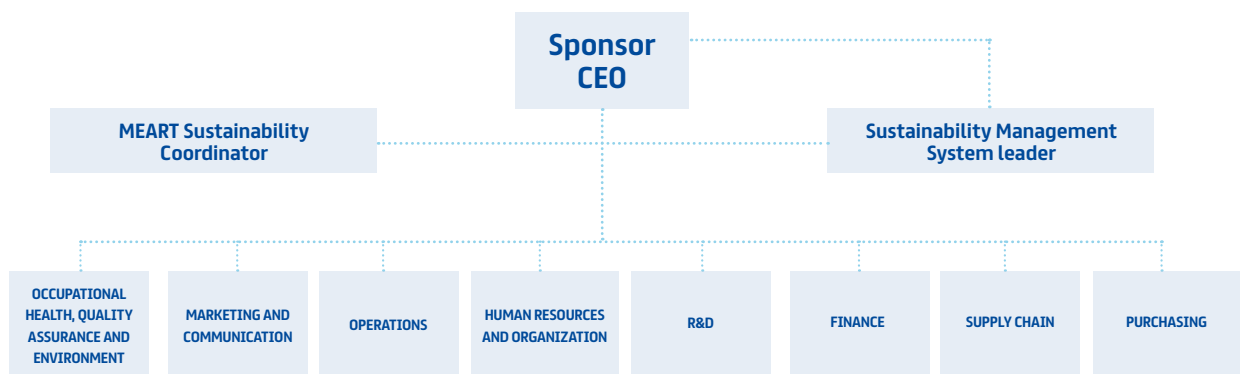 Sponsor
CEO
MEART Sustainability
Coordinator
Sustainability Management
System leader
OCCUPATIONAL
HEALTH, QUALITY
ASSURANCE AND
ENVIRONMENT
MARKETING AND
COMMUNICATION
OPERATIONS
HUMAN RESOURCES
AND ORGANIZATION
R&D
FINANCE
SUPPLY CHAIN
PURCHASING